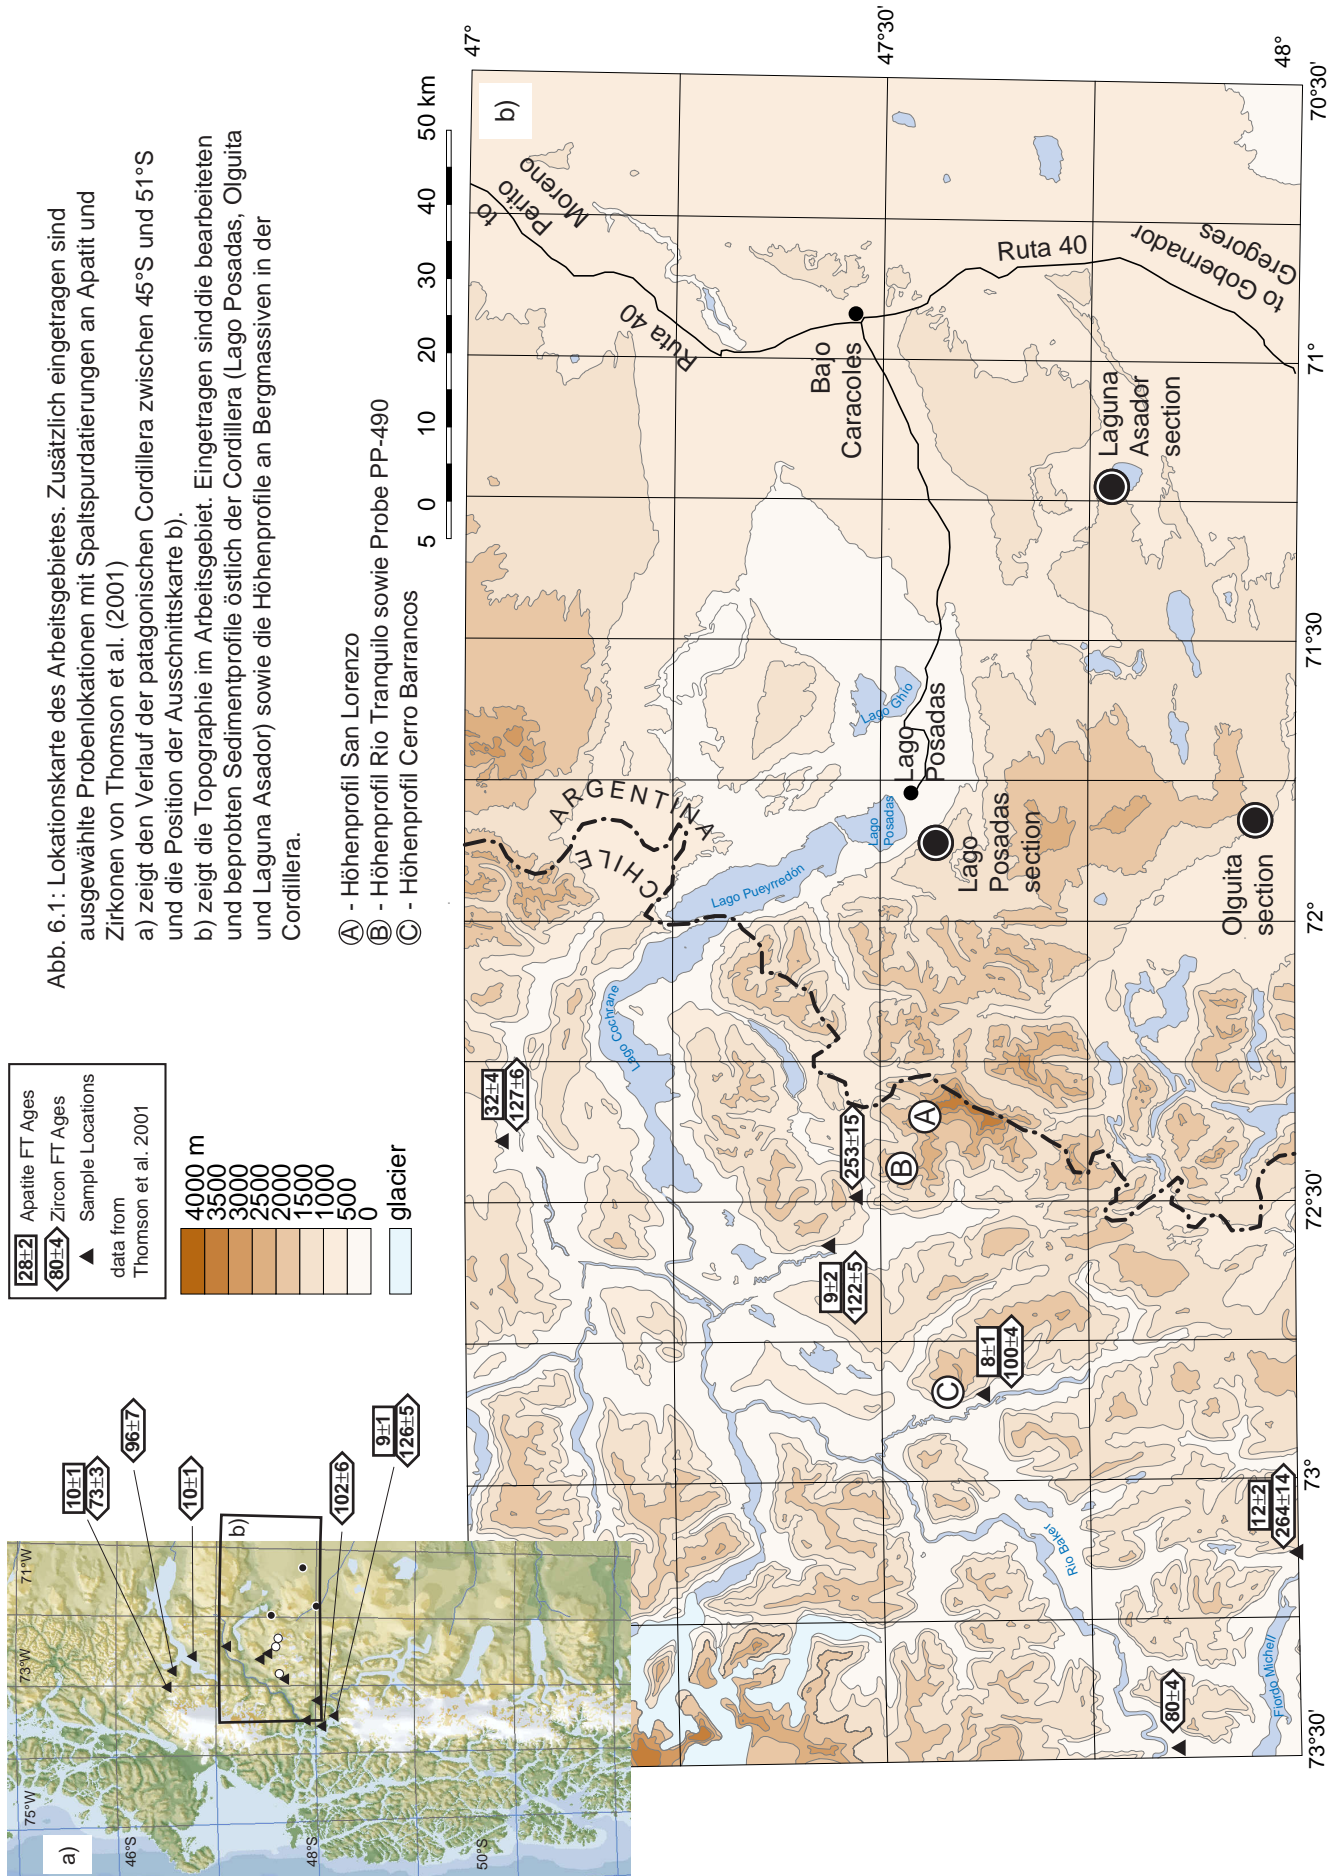 Abb. 6.1: Lokationskarte des Arbeitsgebietes. Zusätzlich eingetragen sind
ausgewählte Probenlokationen mit Spaltspurdatierungen an Apatit und
Zirkonen von Thomson et al. (2001)
a) zeigt den Verlauf der patagonischen Cordillera zwischen 45°S und 51°S
und die Position der Ausschnittskarte b).
b) zeigt die Topographie im Arbeitsgebiet. Eingetragen sinddie bearbeiteten
und beprobten Sedimentprofile östlich der Cordillera (Lago Posadas, Olguita
und Laguna Asador) sowie die Höhenprofile an Bergmassiven in der
Cordillera.
A - Höhenprofil San Lorenzo
B - Höhenprofil Rio Tranquilo sowie Probe PP-490
C - Höhenprofil Cerro Barrancos
5 0 10 20 30 40 50 km
28±2 Apatite FT Ages
80±4 Zircon FT Ages
Sample Locations
data from
Thomson et al. 2001
4000 m
3500
3000
2500
2000
1500
1000
500
0
glacier
a)
75°W
73°W
71°W
46°S
48°S
50°S
b)
10±1
73±3
96±7
10±1
102±6
9±1
126±5
b)
47°
47°30'
48°
73°30'
73°
72°30'
72°
71°30'
71°
70°30'
32±4
127±6
253±15
9±2
122±5
8±1
100±4
12±2
264±14
80±4
A
B
C
ARGENTINA
CHILE
Lago Cochrane
Lago Pueyrredón
Lago
Posadas
Lago Ghio
Rio Baker
Fiordo Michell
Lago
Posadas
Lago
Posadas
section
Olguita
section
Laguna
Asador
section
Bajo
Caracoles
Ruta 40
Ruta 40
to
Perito
Moreno
to Gobernador
Gregores